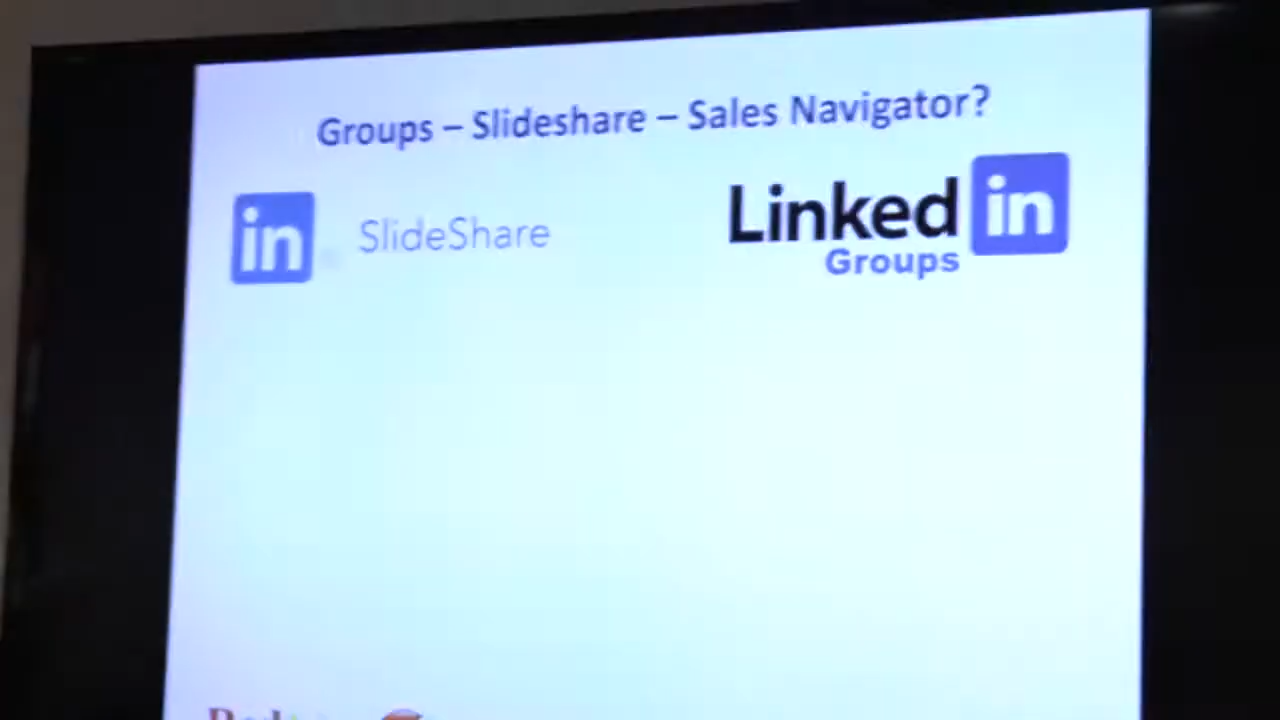 Groups – Slideshare – Sales Navigator?
in SlideShare
Linked in
Groups